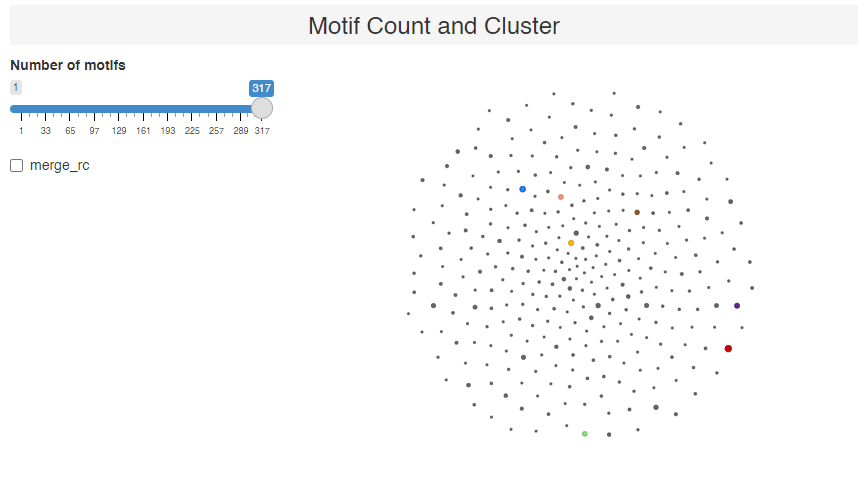 Motif Count and Cluster
Number of motifs
1 317
1 33 65 97 129 161 193 225 257 289 317
merge_rc